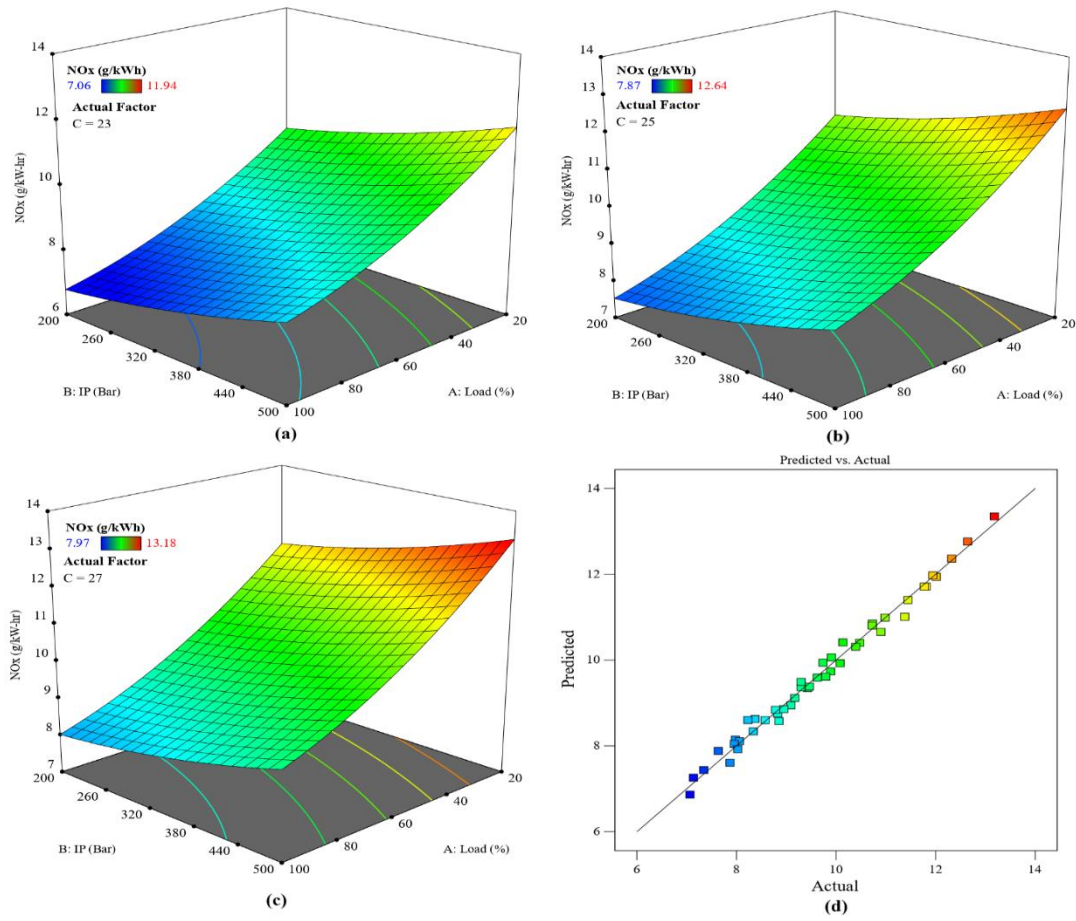 NOx (g/kWh)
7.06 11.94
Actual Factor
C = 23
NOx (g/kW-hr)
14
12
10
8
6
200
260
320
380
440
500
B: IP (Bar)
100
80
60
40
20
A: Load (%)
(a)
NOx (g/kWh)
7.87 12.64
Actual Factor
C = 25
NOx (g/kW-hr)
14
13
12
11
10
9
8
7
200
260
320
380
440
500
B: IP (Bar)
100
80
60
40
20
A: Load (%)
(b)
NOx (g/kWh)
7.97 13.18
Actual Factor
C = 27
NOx (g/kW-hr)
14
13
12
11
10
9
8
7
200
260
320
380
440
500
B: IP (Bar)
100
80
60
40
20
A: Load (%)
(c)
Predicted vs. Actual
Predicted
14
12
10
8
6
6 8 10 12 14
Actual
(d)